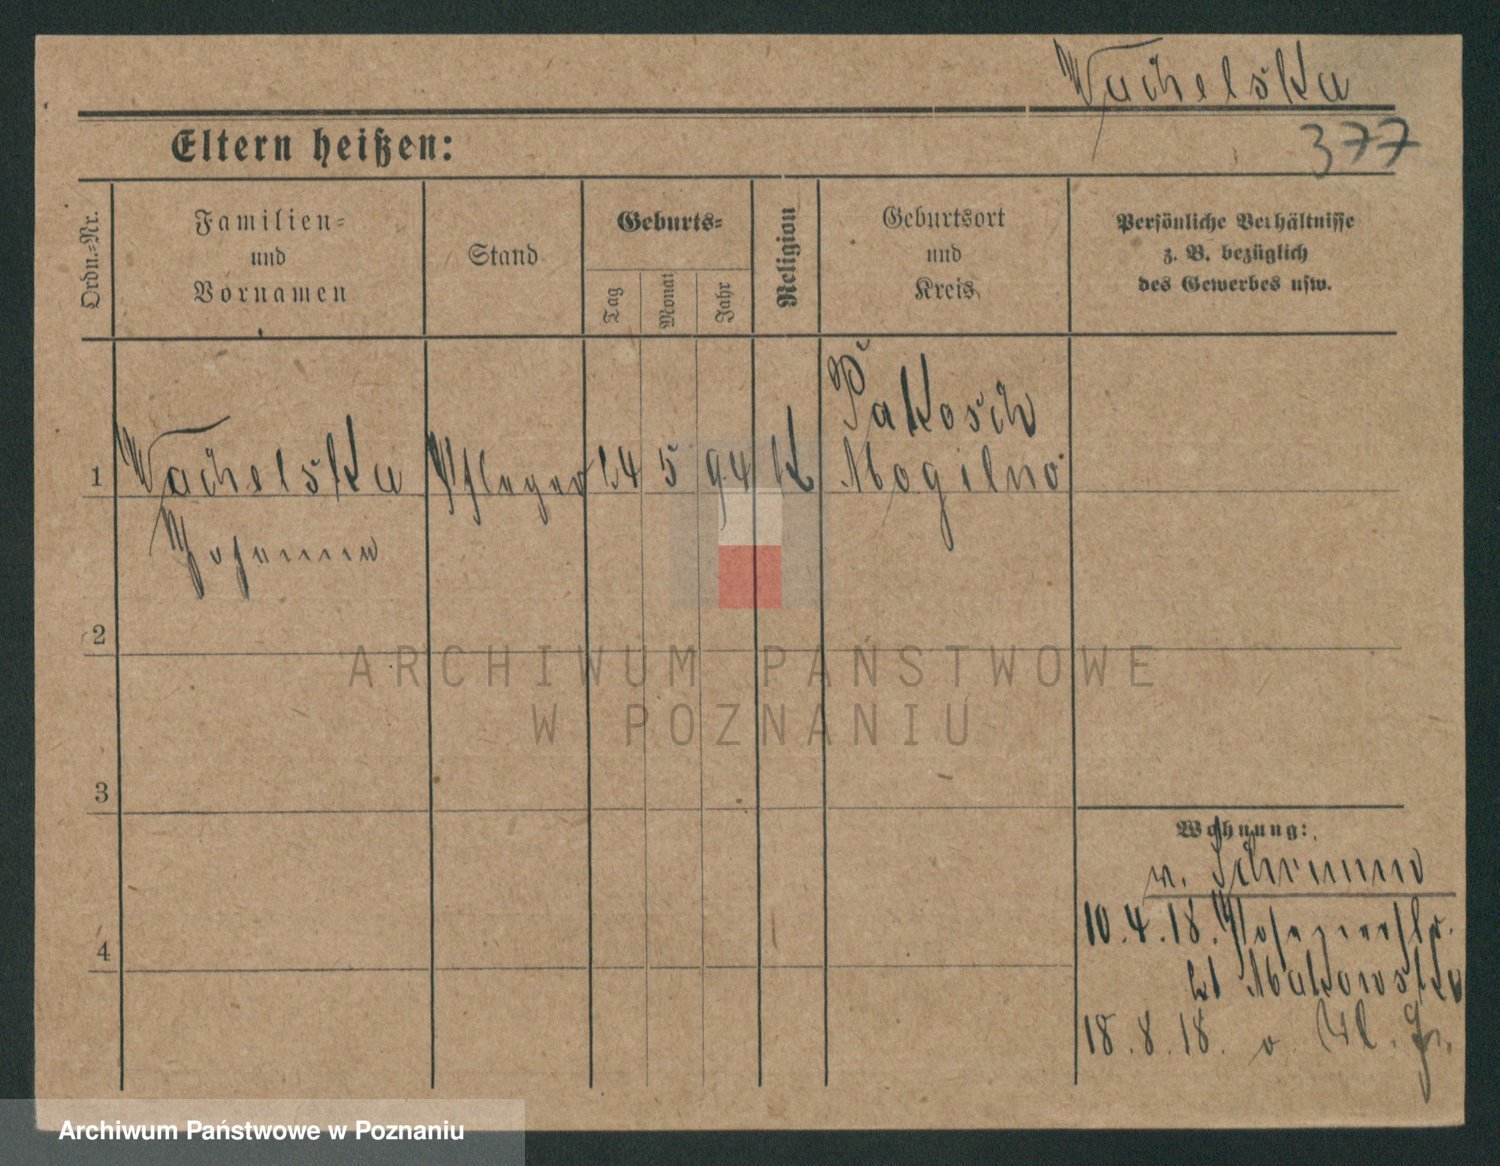 Wachelska
377
Eltern heißen:
Ordn.-Nr.
Familien-
und
Vornamen
Stand
Geburts-
Tag
Monat
Jahr
Religion
Geburtsort
und
Kreis
Persönliche Verhältnisse
z. B. bezüglich
des Gewerbes usw.
Pakosch
1 Wachelska 5 94 K Mogilno
2
ARCHIWUM PAŃSTWOWE
W POZNANIU
3
Wohnung:
v. Schrimm
10.4.18. Posenerstr.
4
18.8.18. v.
Archiwum Państwowe w Poznaniu